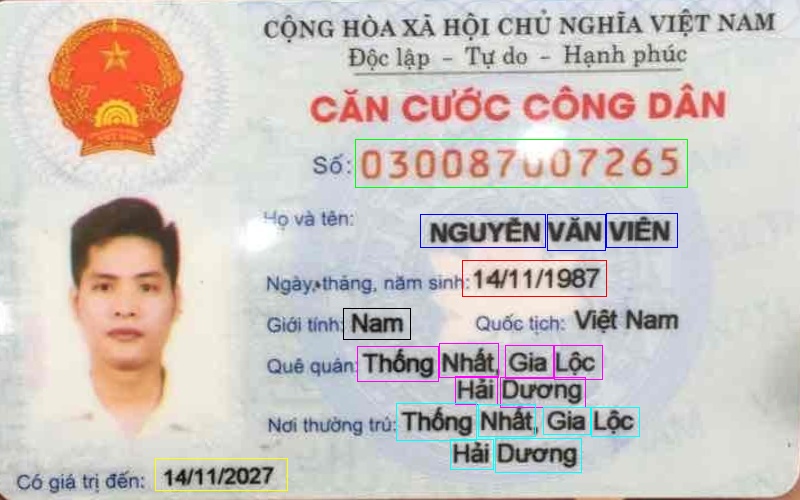 CỘNG HÒA XÃ HỘI CHỦ NGHĨA VIỆT NAM
Độc lập - Tự do - Hạnh phúc
CĂN CƯỚC CÔNG DÂN
Số: 030087007265
Họ và tên:
NGUYỄN VĂN VIÊN
Ngày, tháng, năm sinh: 14/11/1987
Giới tính: Nam Quốc tịch: Việt Nam
Quê quán: Thống Nhất, Gia Lộc
Hải Dương
Nơi thường trú: Thống Nhất, Gia Lộc
Hải Dương
Có giá trị đến: 14/11/2027